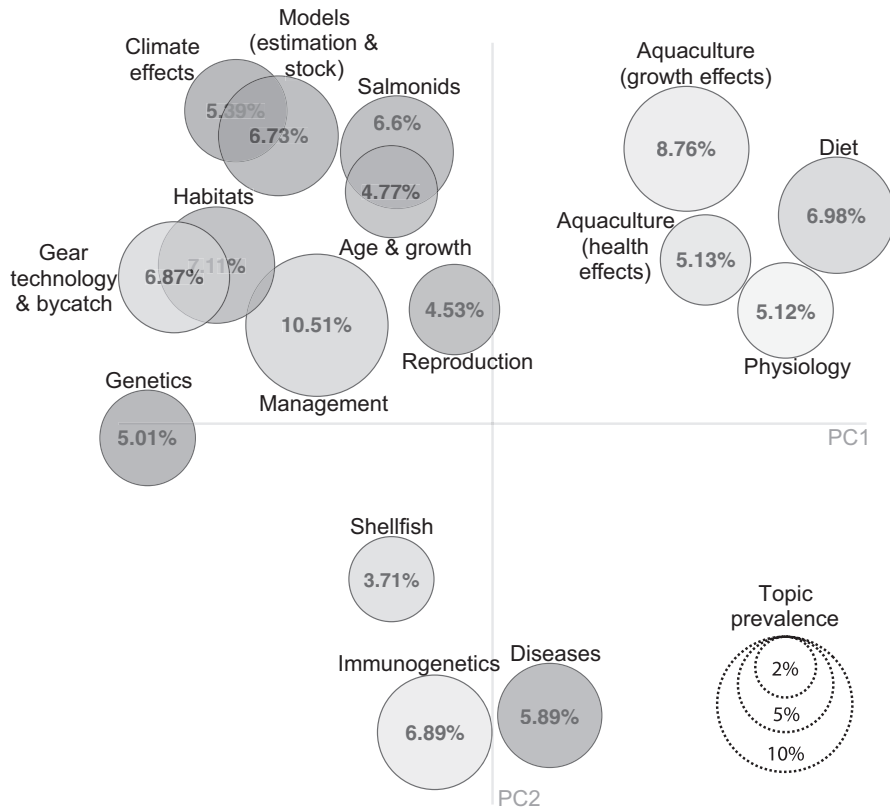 Models
(estimation &
stock)
Climate
effects
5.39%
6.73%
Salmonids
6.6%
4.77%
Age & growth
Aquaculture
(growth effects)
8.76%
Diet
6.98%
Aquaculture
(health
effects)
5.13%
5.12%
Physiology
Habitats
7.11%
Gear
technology
& bycatch
6.87%
10.51%
Management
4.53%
Reproduction
Genetics
5.01%
PC1
Shellfish
3.71%
Immunogenetics
6.89%
Diseases
5.89%
PC2
Topic
prevalence
2%
5%
10%